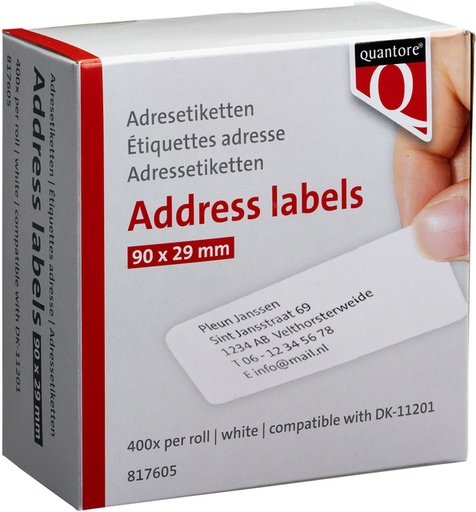 quantore®
Q
Adresetiketten
Étiquettes adresse
Adressetiketten
Address labels
90 x 29 mm
Pleun Janssen
Sint Jansstraat 69
1234 AB Velthorsterweide
T 06 - 12 34 56 78
E info@mail.nl
400x per roll | white | compatible with DK-11201
817605
Adresetiketten | Étiquettes adresse | Adressetiketten
Address labels 90 x 29 mm
400x per roll | white | compatible with DK-11201
817605